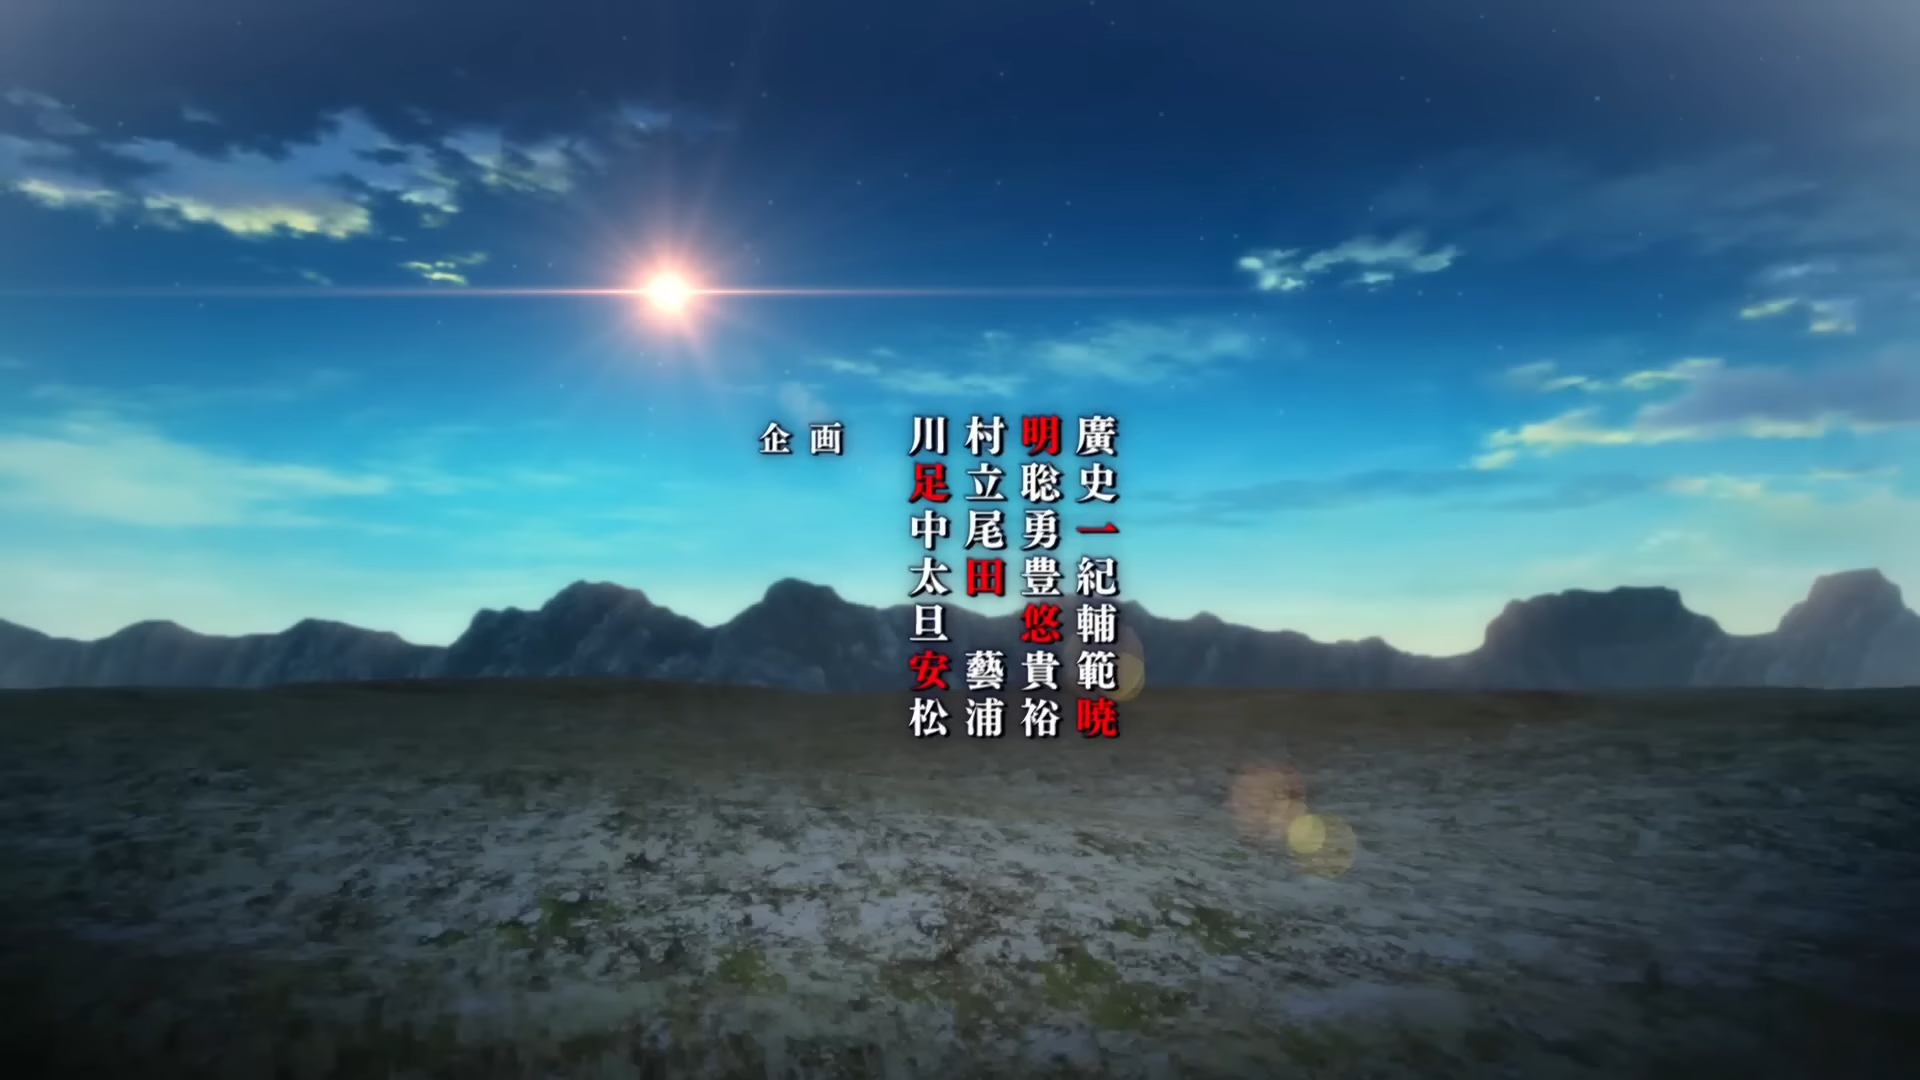 企画 川村明廣
足立聡史
中尾勇一
太田豊紀
旦 悠輔
安藝貴範
松浦裕暁